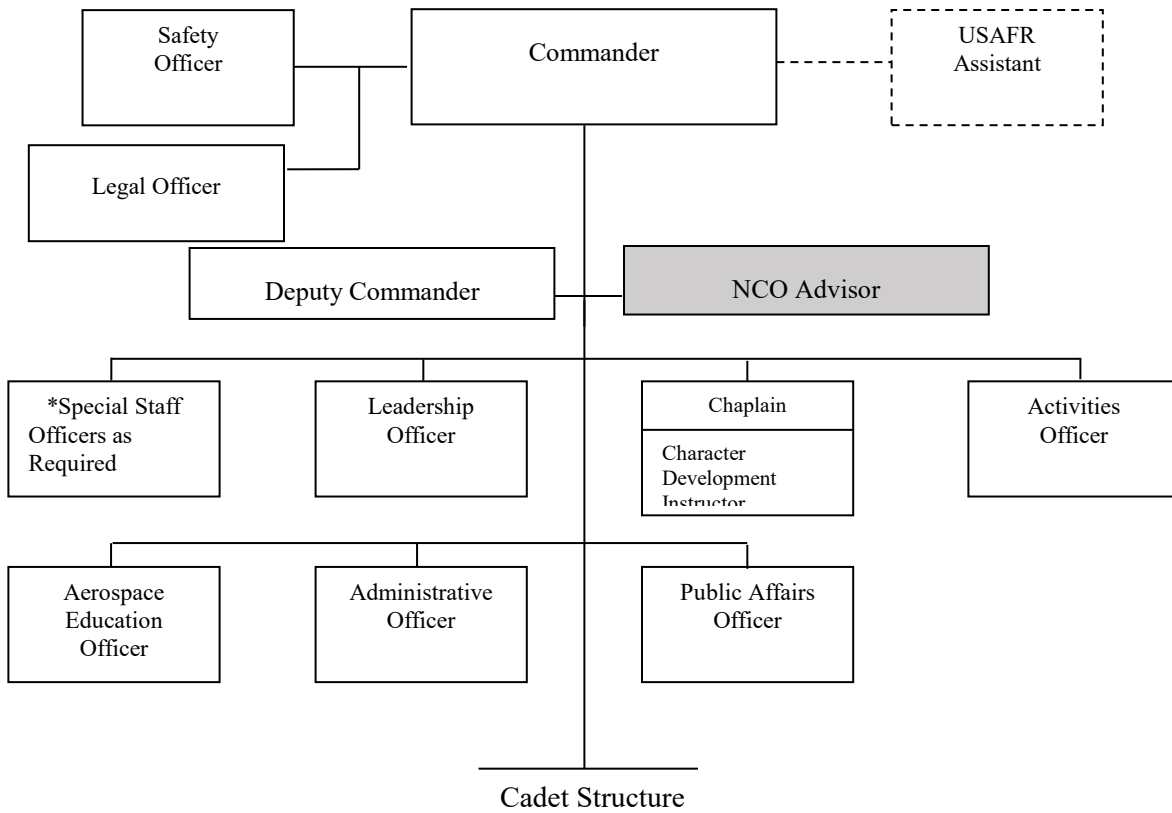 Safety
Officer
Commander
USAFR
Assistant
Legal Officer
Deputy Commander
NCO Advisor
*Special Staff
Officers as
Required
Leadership
Officer
Chaplain
Character
Development
Instructor
Activities
Officer
Aerospace
Education
Officer
Administrative
Officer
Public Affairs
Officer
Cadet Structure